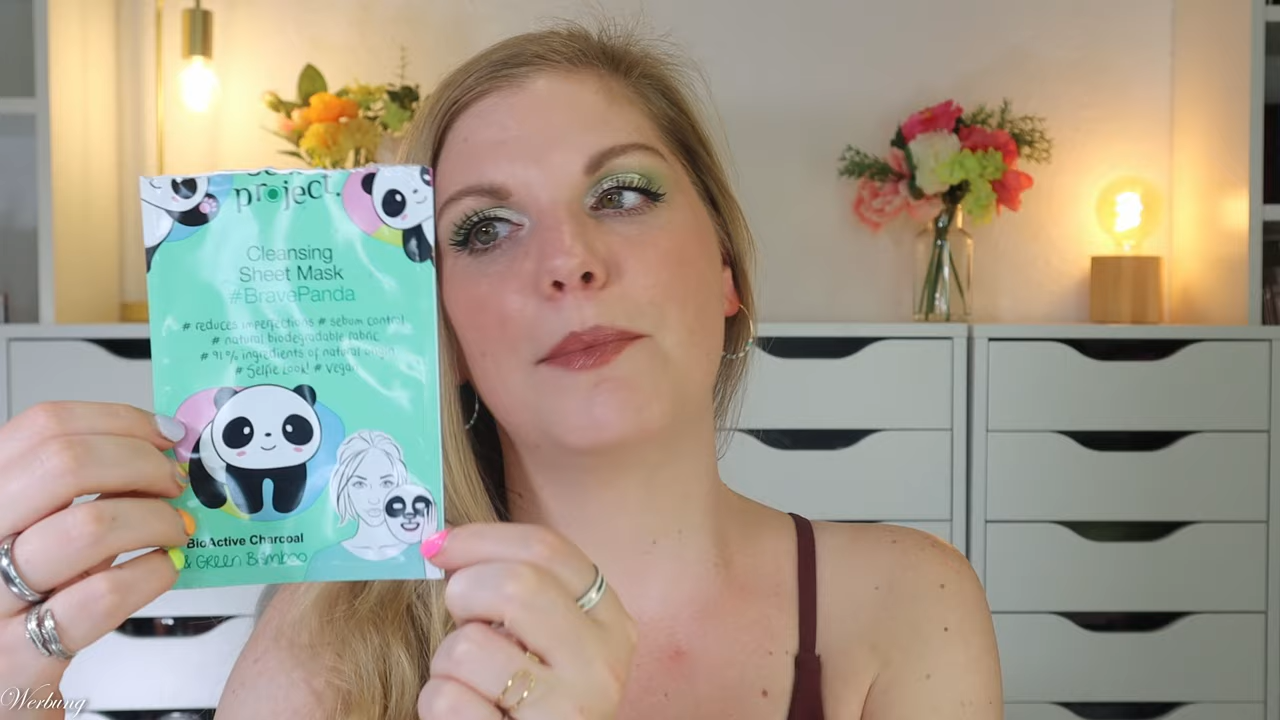 project.
Cleansing
Sheet Mask
#BravePanda
# reduces imperfections # sebum control
# natural biodegradable fabric
# 91% ingredients of natural origin
# Selfie Look! # Vegan
BioActive Charcoal
& Green Bamboo
Werbung